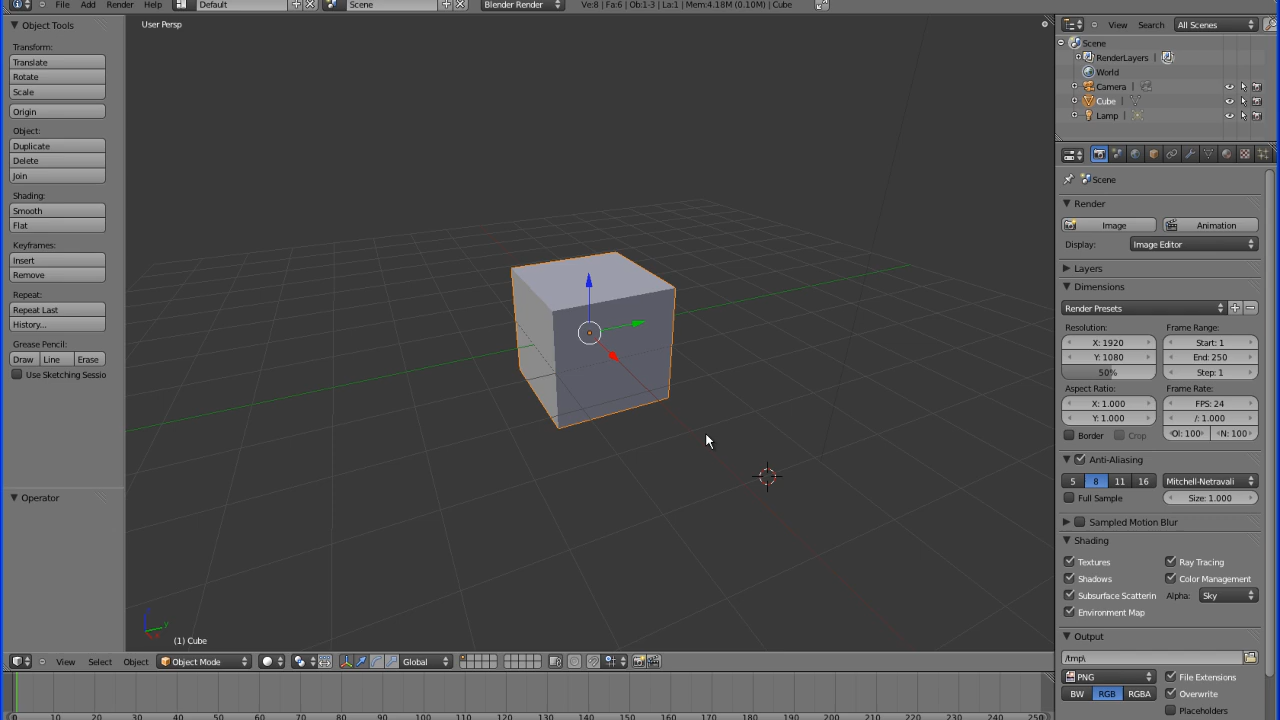 File Add Render Help Default Scene Blender Render Ve:8 | Fa:6 | Ob:1-3 | La:1 | Mem:4.18M (0.10M) | Cube
Object Tools
Transform:
Translate
Rotate
Scale
Origin
Object:
Duplicate
Delete
Join
Shading:
Smooth
Flat
Keyframes:
Insert
Remove
Repeat:
Repeat Last
History...
Grease Pencil:
Draw Line Erase
Use Sketching Sessio
Operator
User Persp
(1) Cube
View Select Object Object Mode Global
0 10 20 30 40 50 60 70 80 90 100 110 120 130 140 150 160 170 180 190 200 210 220 230 240 250
View Search All Scenes
Scene
RenderLayers |
World
Camera |
Cube |
Lamp |
Scene
Render
Image Animation
Display: Image Editor
Layers
Dimensions
Render Presets
Resolution: Frame Range:
X: 1920 Start: 1
Y: 1080 End: 250
50% Step: 1
Aspect Ratio: Frame Rate:
X: 1.000 FPS: 24
Y: 1.000 /: 1.000
Border Crop Ol: 100 N: 100
Anti-Aliasing
5 8 11 16 Mitchell-Netravali
Full Sample Size: 1.000
Sampled Motion Blur
Shading
Textures Ray Tracing
Shadows Color Management
Subsurface Scatterin Alpha: Sky
Environment Map
Output
/tmp\
PNG File Extensions
BW RGB RGBA Overwrite
Placeholders